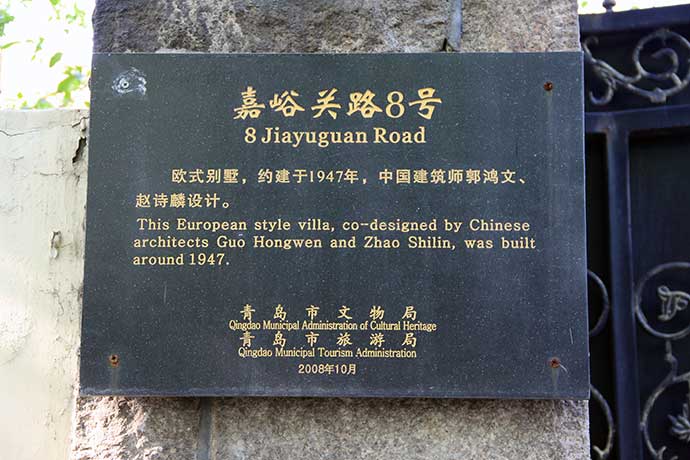 嘉峪关路8号
8 Jiayuguan Road
欧式别墅，约建于1947年，中国建筑师郭鸿文、
赵诗麟设计。
This European style villa, co-designed by Chinese
architects Guo Hongwen and Zhao Shilin, was built
around 1947.
青岛市文物局
Qingdao Municipal Administration of Cultural Heritage
青岛市旅游局
Qingdao Municipal Tourism Administration
2008年10月